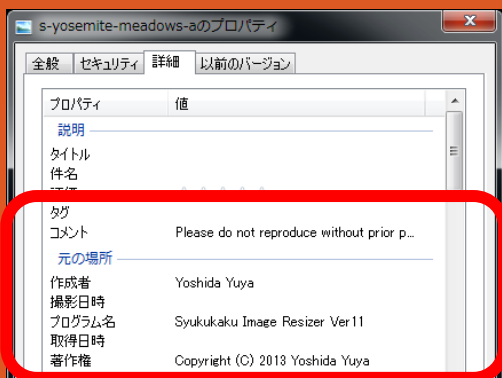 s-yosemite-meadows-aのプロパティ
全般 セキュリティ 詳細 以前のバージョン
プロパティ 値
説明
タイトル
件名
評価
タグ
コメント Please do not reproduce without prior p...
元の場所
作成者 Yoshida Yuya
撮影日時
プログラム名 Syukukaku Image Resizer Ver11
取得日時
著作権 Copyright (C) 2013 Yoshida Yuya